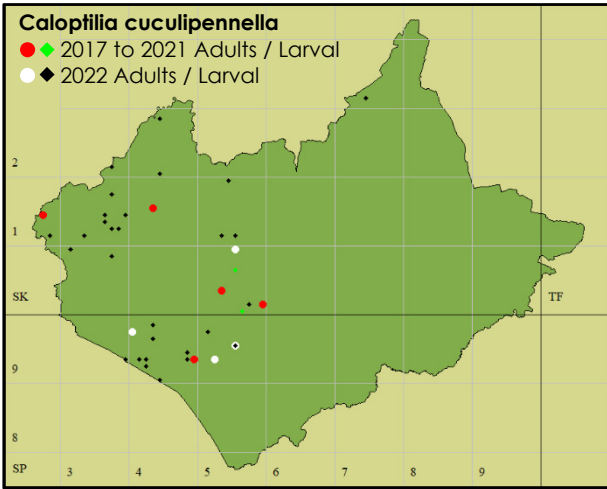 Caloptilia cuculipennella
2017 to 2021 Adults / Larval
2022 Adults / Larval
2
1
SK
TF
9
8
SP
3 4 5 6 7 8 9